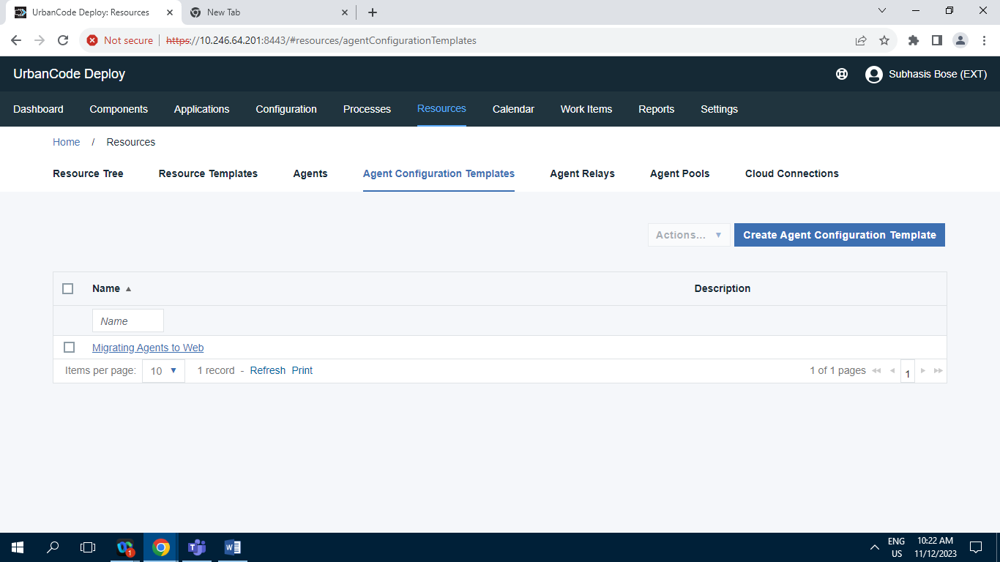 UrbanCode Deploy: Resources
New Tab
Not secure https://10.246.64.201:8443/#resources/agentConfigurationTemplates
UrbanCode Deploy
Subhasis Bose (EXT)
Dashboard Components Applications Configuration Processes Resources Calendar Work Items Reports Settings
Home / Resources
Resource Tree Resource Templates Agents Agent Configuration Templates Agent Relays Agent Pools Cloud Connections
Actions... Create Agent Configuration Template
Name Description
Name
Migrating Agents to Web
Items per page: 10 1 record - Refresh Print 1 of 1 pages 1
1
W
ENG
US
10:22 AM
11/12/2023